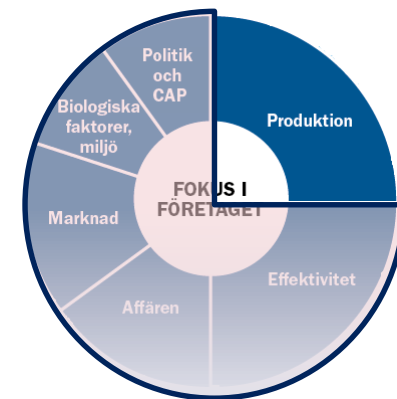 Politik
och
CAP
Produktion
Biologiska
faktorer,
miljö
FOKUS I
FÖRETAGET
Marknad
Effektivitet
Affären